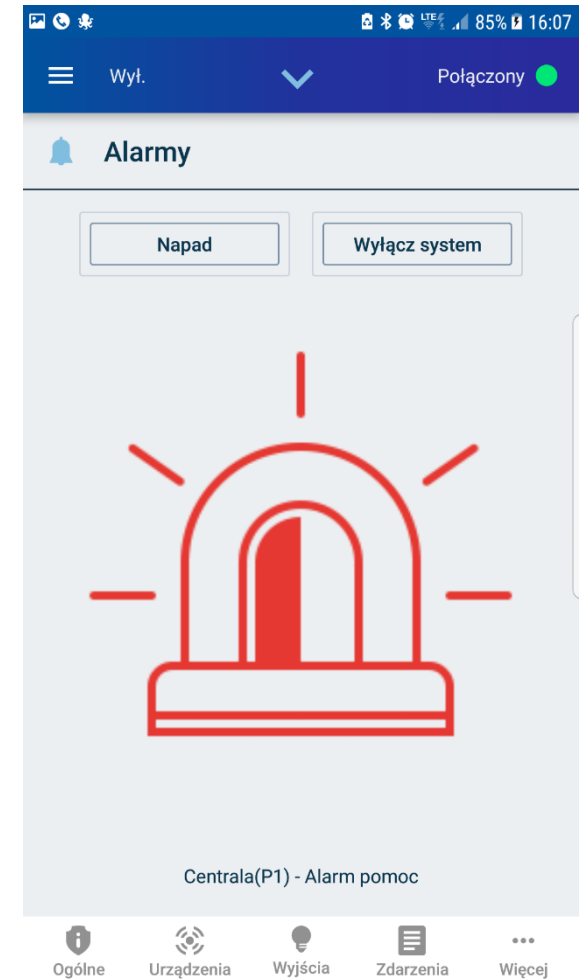 LTE 85% 16:07
Wył. Połączony
Alarmy
Napad Wyłącz system
Centrala(P1) - Alarm pomoc
Ogólne Urządzenia Wyjścia Zdarzenia Więcej